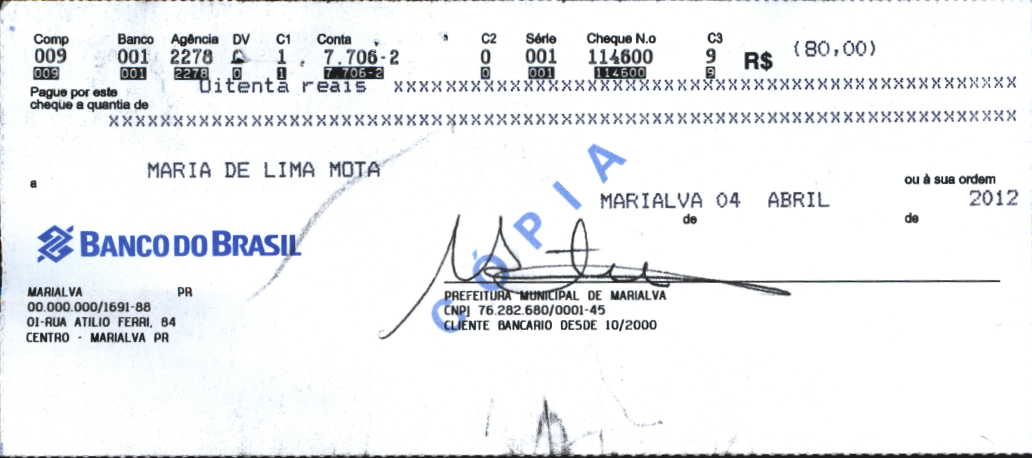 Comp Banco Agência DV C1 Conta C2 Série Cheque N.o C3
009 001 2278 1 7.706-2 0 001 114600 9 R$ (80,00)
009 001 2278 0 1 7.706-2 0 001 114600 9
Pague por este cheque a quantia de Oitenta reais XXXXXXXXXXXXXXXXXXXXXXXXXXXXXXXXXXXXXXXXXXXXXXXXXXXXXX
XXXXXXXXXXXXXXXXXXXXXXXXXXXXXXXXXXXXXXXXXXXXXXXXXXXXXXXXXXXXXXXXXXXXXXXXXXXXXX
a MARIA DE LIMA MOTA ou à sua ordem
MARIALVA 04 de ABRIL de 2012
CÓPIA
BANCO DO BRASIL
MARIALVA PR
00.000.000/1691-88
01-RUA ATILIO FERRI, 84
CENTRO - MARIALVA PR
PREFEITURA MUNICIPAL DE MARIALVA
CNPJ 76.282.680/0001-45
CLIENTE BANCARIO DESDE 10/2000